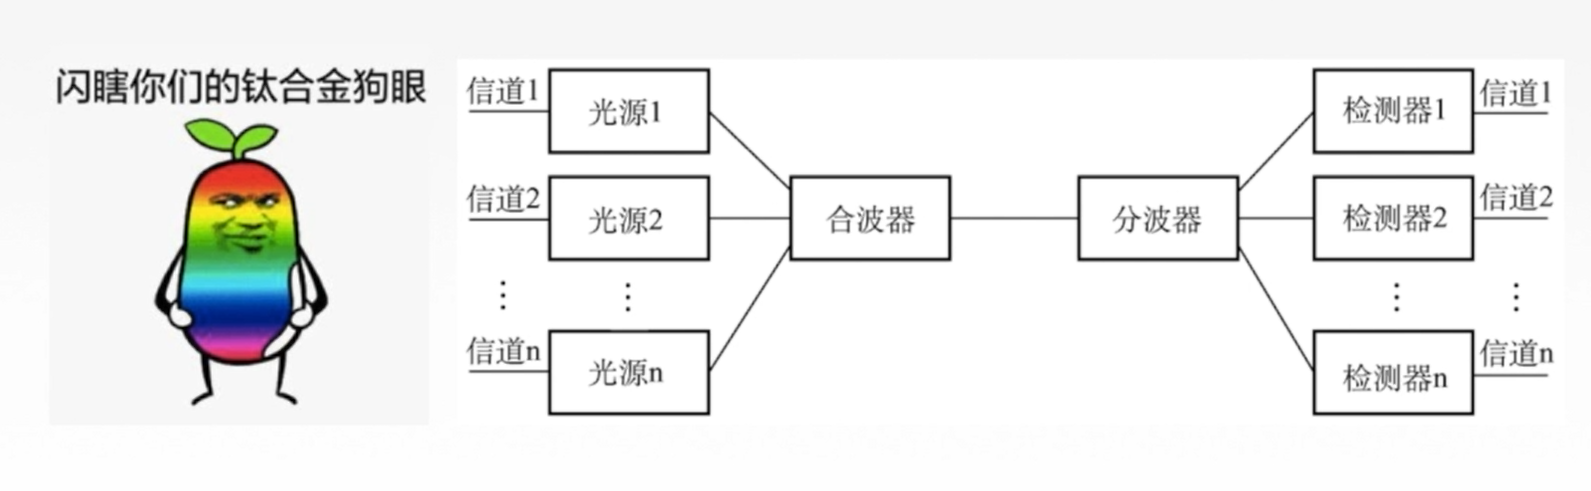 闪瞎你们的钛合金狗眼
信道1
光源1
信道2
光源2
信道n
光源n
合波器
分波器
检测器1
信道1
检测器2
信道2
检测器n
信道n